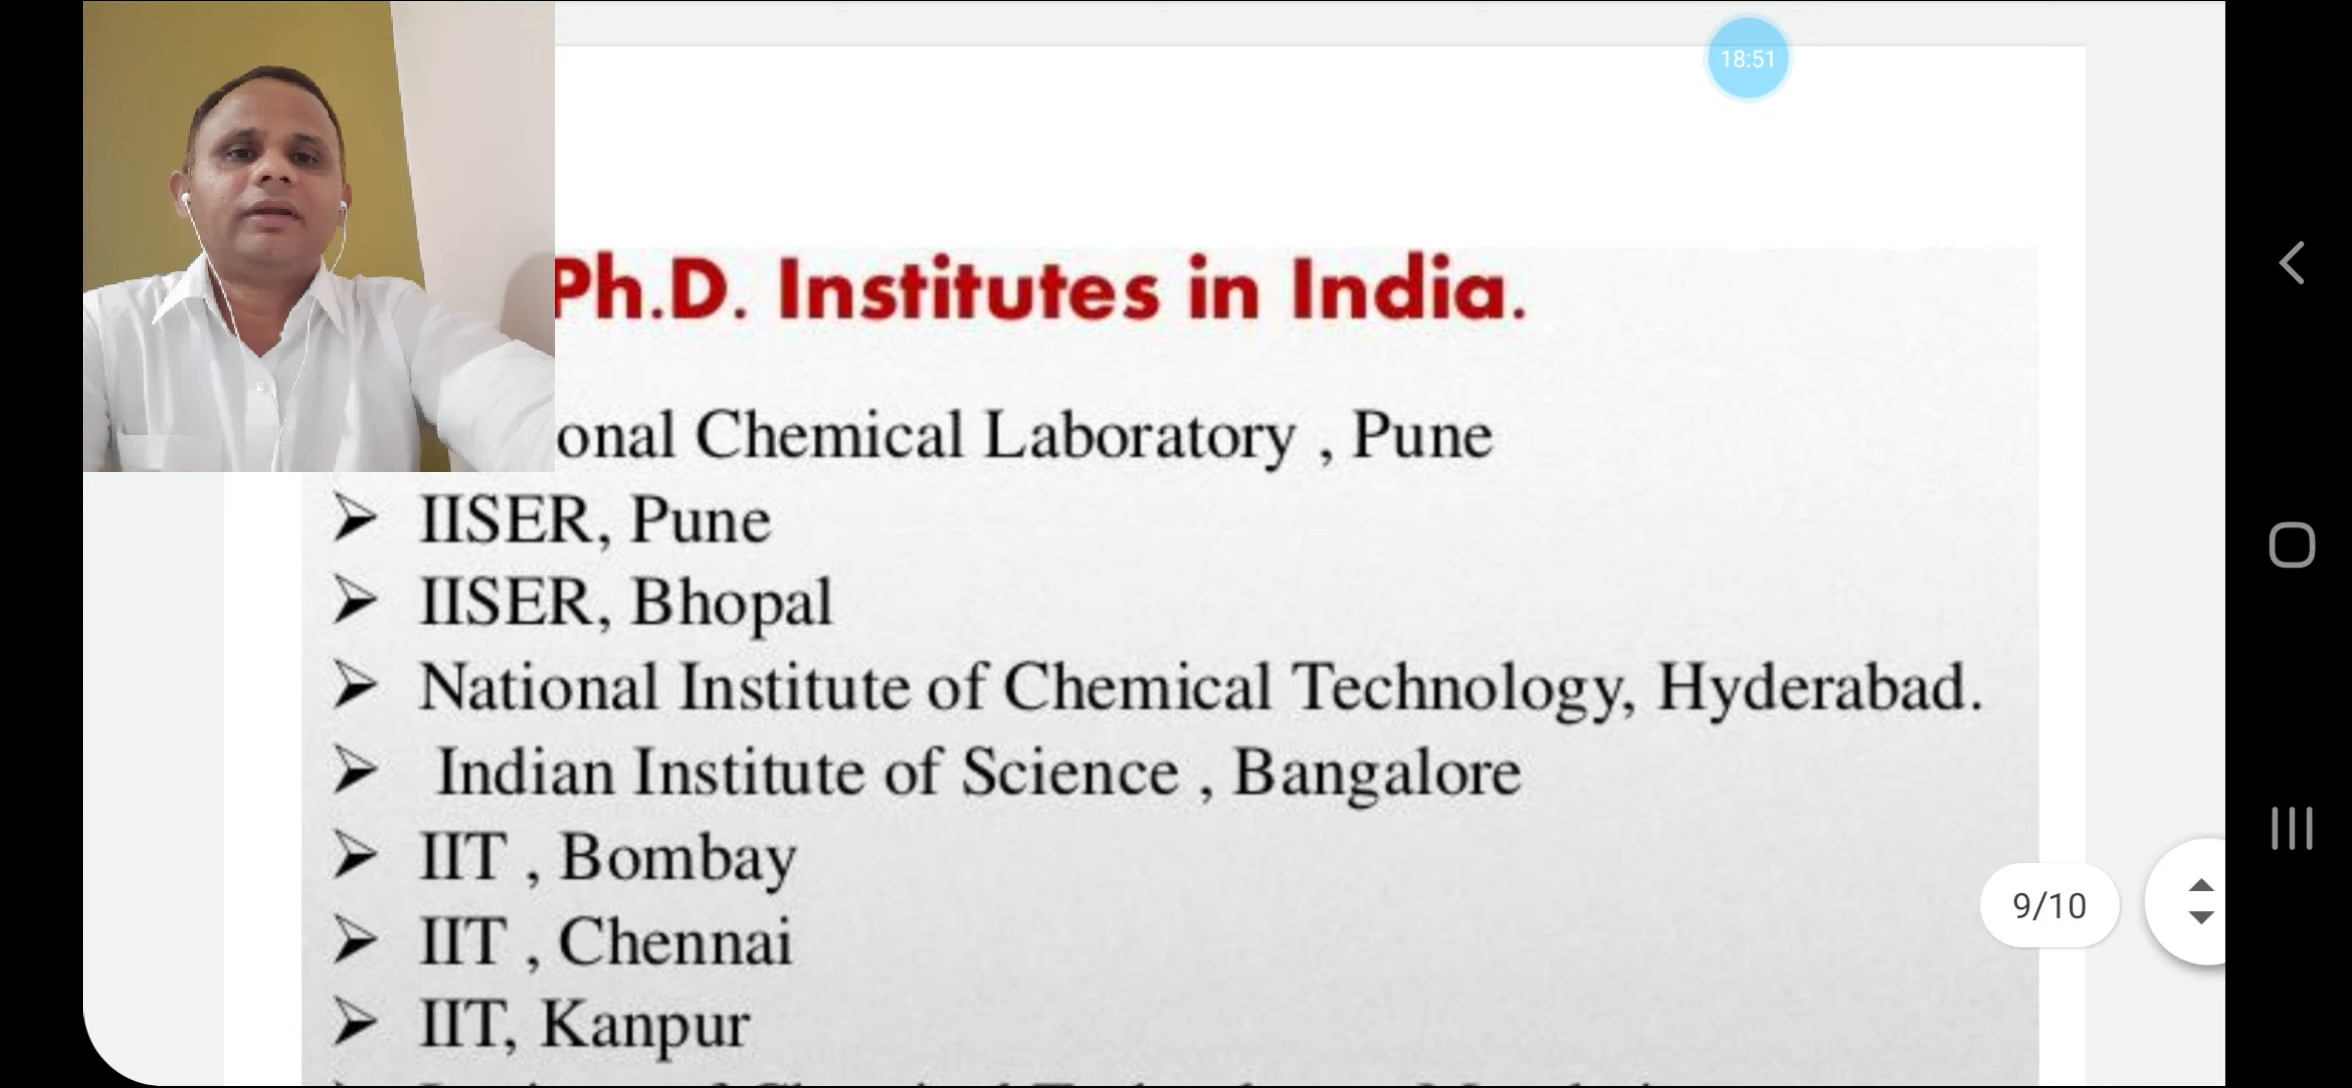 18:51
Ph.D. Institutes in India.
onal Chemical Laboratory , Pune
➢ IISER, Pune
➢ IISER, Bhopal
➢ National Institute of Chemical Technology, Hyderabad.
➢ Indian Institute of Science , Bangalore
➢ IIT , Bombay
➢ IIT , Chennai
➢ IIT, Kanpur
9/10